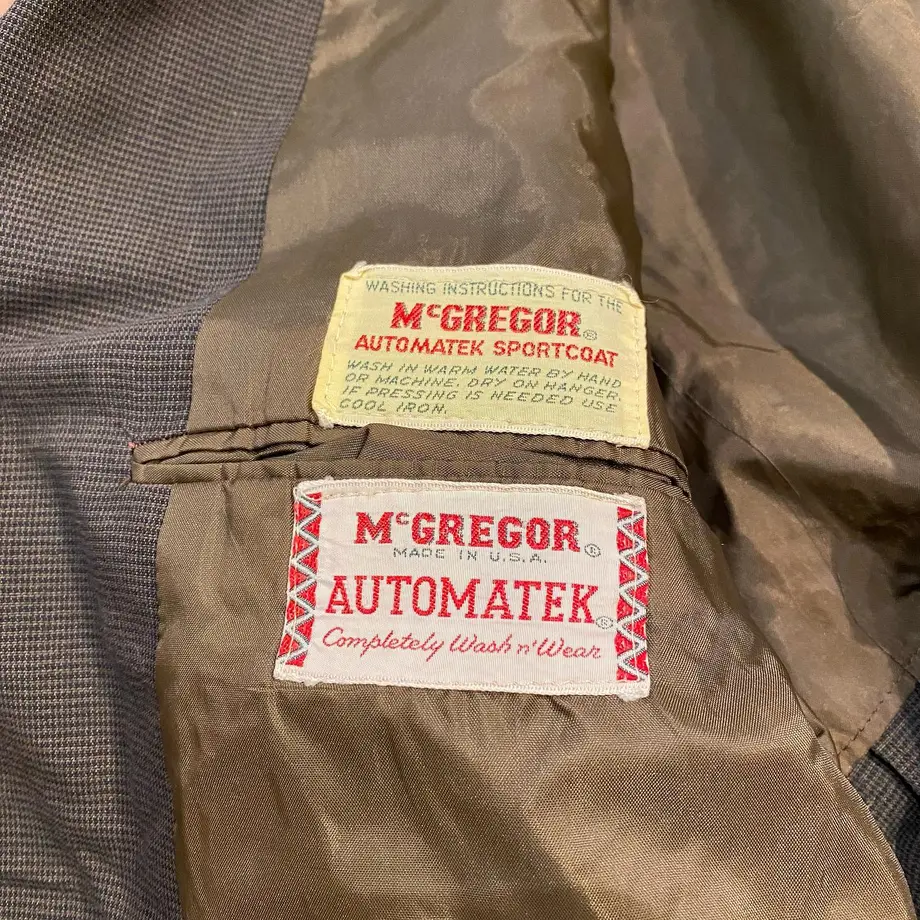 WASHING INSTRUCTIONS FOR THE
McGREGOR®
AUTOMATEK SPORTCOAT
WASH IN WARM WATER BY HAND
OR MACHINE. DRY ON HANGER.
IF PRESSING IS NEEDED USE
COOL IRON.
McGREGOR®
MADE IN U.S.A.
AUTOMATEK®
Completely Wash n' Wear